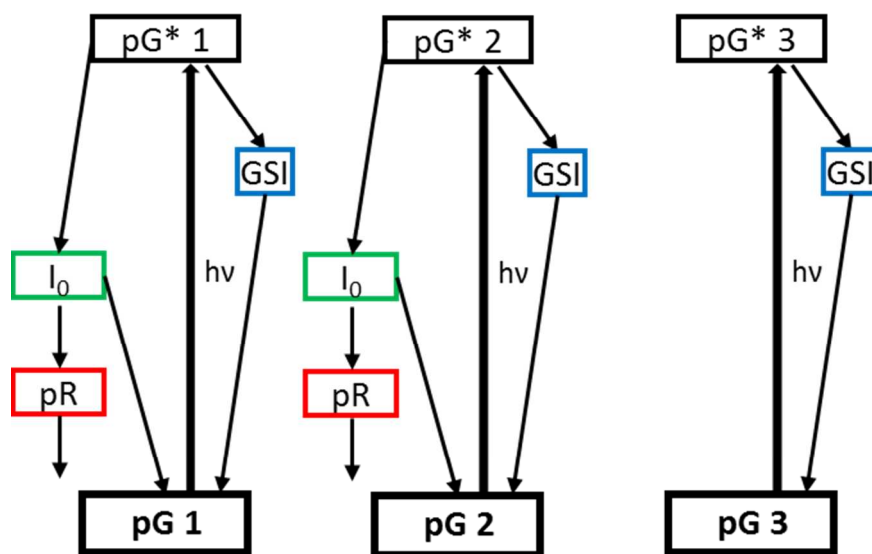 pG* 1
pG* 2
pG* 3
GSI
GSI
GSI
I₀
hν
I₀
hν
hν
pR
pR
pG 1
pG 2
pG 3